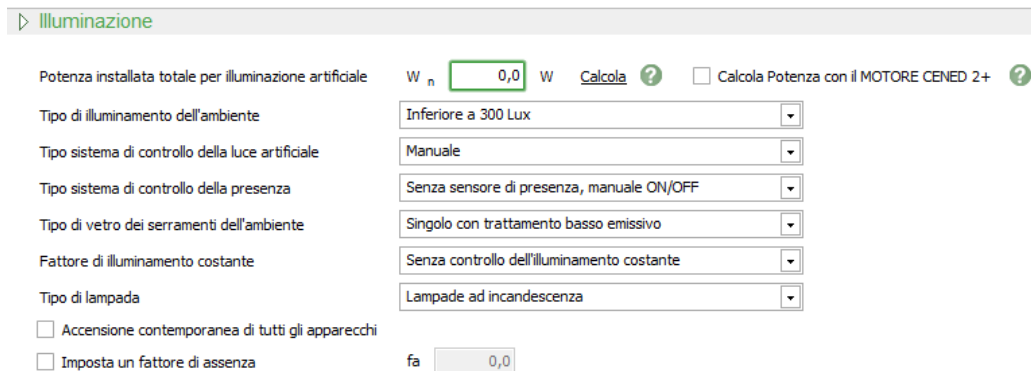 Illuminazione
Potenza installata totale per illuminazione artificiale W n 0,0 W Calcola ? Calcola Potenza con il MOTORE CENED 2+ ?
Tipo di illuminamento dell'ambiente Inferiore a 300 Lux
Tipo sistema di controllo della luce artificiale Manuale
Tipo sistema di controllo della presenza Senza sensore di presenza, manuale ON/OFF
Tipo di vetro dei serramenti dell'ambiente Singolo con trattamento basso emissivo
Fattore di illuminamento costante Senza controllo dell'illuminamento costante
Tipo di lampada Lampade ad incandescenza
Accensione contemporanea di tutti gli apparecchi
Imposta un fattore di assenza fa 0,0